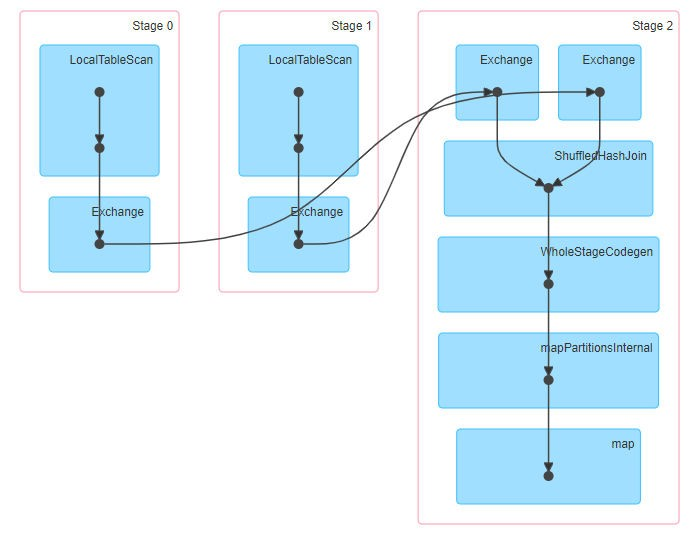 Stage 0
LocalTableScan
Exchange
Stage 1
LocalTableScan
Exchange
Stage 2
Exchange
Exchange
ShuffledHashJoin
WholeStageCodegen
mapPartitionsInternal
map